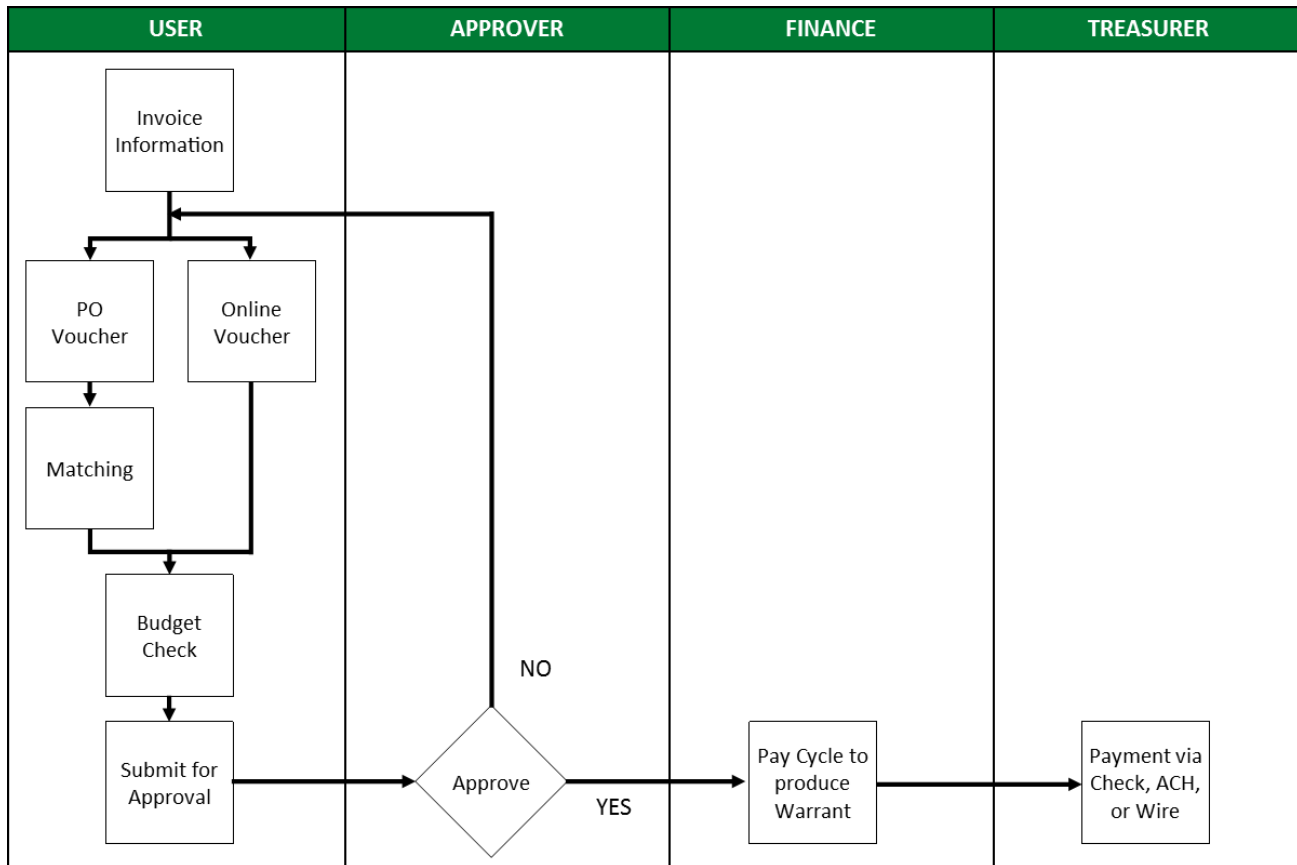 USER
APPROVER
FINANCE
TREASURER
Invoice
Information
PO
Voucher
Online
Voucher
Matching
Budget
Check
NO
Submit for
Approval
Approve
YES
Pay Cycle to
produce
Warrant
Payment via
Check, ACH,
or Wire